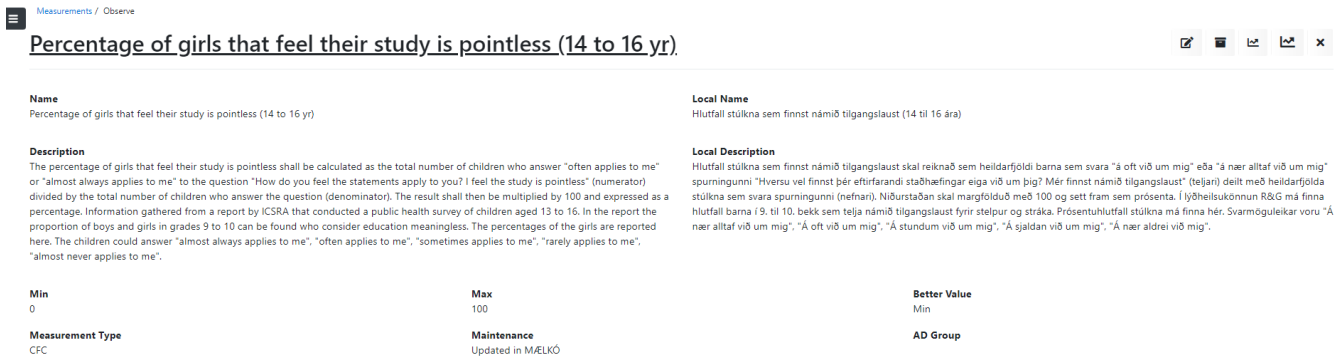 Measurements / Observe
Percentage of girls that feel their study is pointless (14 to 16 yr)
Name
Percentage of girls that feel their study is pointless (14 to 16 yr)
Local Name
Hlutfall stúlkna sem finnst námið tilgangslaust (14 til 16 ára)
Description
The percentage of girls that feel their study is pointless shall be calculated as the total number of children who answer "often applies to me"
or "almost always applies to me" to the question "How do you feel the statements apply to you? I feel the study is pointless" (numerator)
divided by the total number of children who answer the question (denominator). The result shall then be multiplied by 100 and expressed as a
percentage. Information gathered from a report by ICSRA that conducted a public health survey of children aged 13 to 16. In the report the
proportion of boys and girls in grades 9 to 10 can be found who consider education meaningless. The percentages of the girls are reported
here. The children could answer "almost always applies to me", "often applies to me", "sometimes applies to me", "rarely applies to me",
"almost never applies to me".
Local Description
Hlutfall stúlkna sem finnst námið tilgangslaust skal reiknað sem heildarfjöldi barna sem svara "á oft við um mig" eða "á nær alltaf við um mig"
spurningunni "Hversu vel finnst þér eftirfarandi staðhæfingar eiga við um þig? Mér finnst námið tilgangslaust" (teljari) deilt með heildarfjölda
stúlkna sem svara spurningunni (nefnari). Niðurstaðan skal margfölduð með 100 og sett fram sem prósenta. Í lýðheilsukönnun R&G má finna
hlutfall barna í 9. til 10. bekk sem telja námið tilgangslaust fyrir stelpur og stráka. Prósentuhlutfall stúlkna má finna hér. Svarmöguleikar voru "Á
nær alltaf við um mig", "Á oft við um mig", "Á stundum við um mig", "Á sjaldan við um mig", "Á nær aldrei við mig".
Min
0
Max
100
Better Value
Min
Measurement Type
CFC
Maintenance
Updated in MÆLKÓ
AD Group